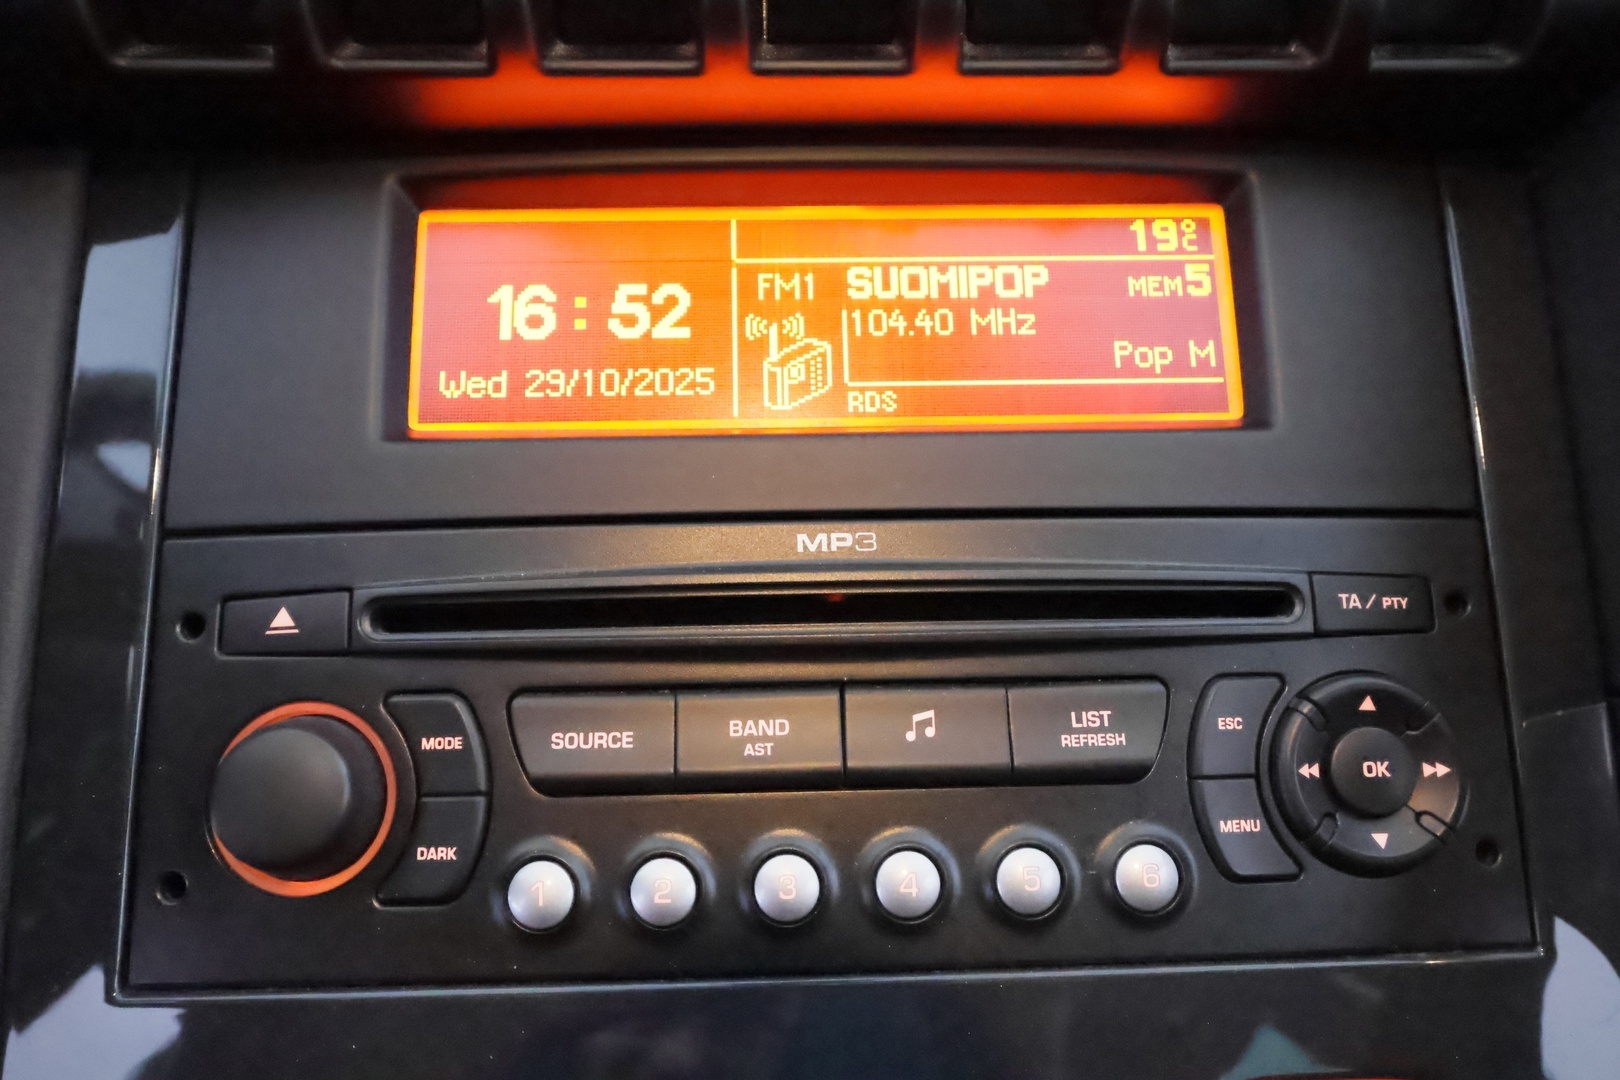 19°C
16:52
Wed 29/10/2025
FM1 SUOMIPOP MEM5
104.40 MHz
Pop M
RDS
MP3
TA / PTY
MODE
DARK
SOURCE
BAND
AST
LIST
REFRESH
ESC
MENU
OK
1 2 3 4 5 6